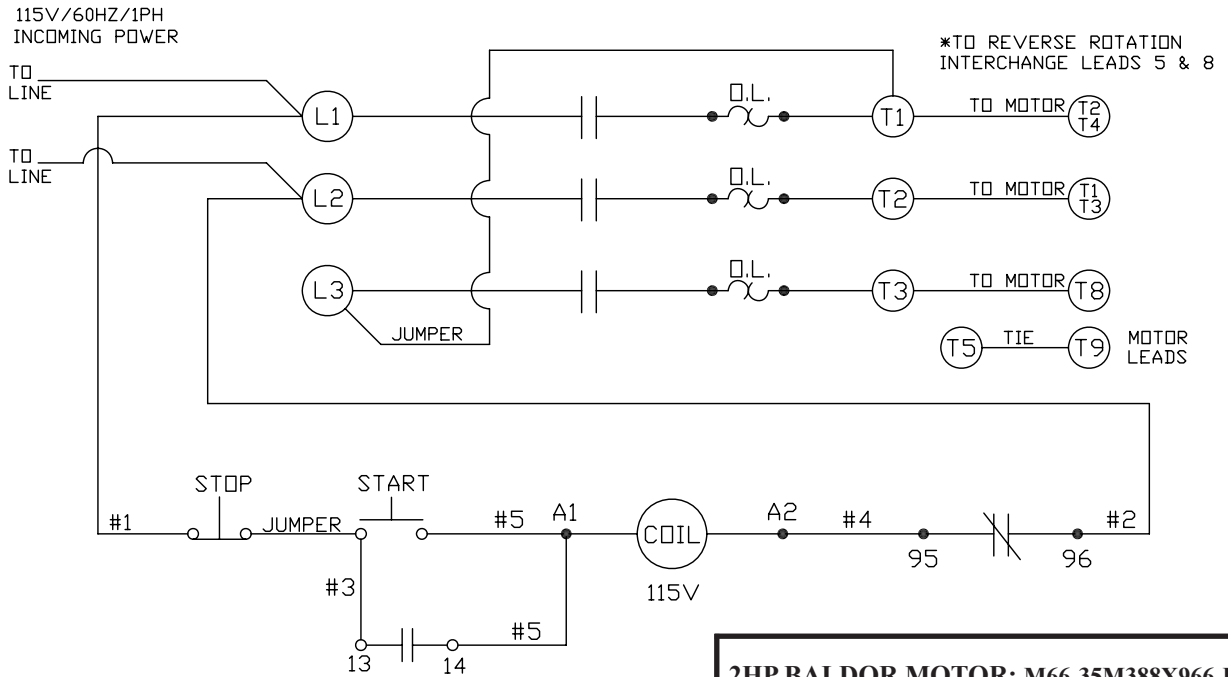 115V/60HZ/1PH
INCOMING POWER
*TO REVERSE ROTATION
INTERCHANGE LEADS 5 & 8
TO
LINE
L1
O.L.
T1
TO MOTOR
T2
T4
TO
LINE
L2
O.L.
T2
TO MOTOR
T1
T3
L3
O.L.
T3
TO MOTOR
T8
JUMPER
T5
TIE
T9
MOTOR
LEADS
STOP
START
#1
JUMPER
#5
A1
COIL
A2
#4
#2
95
96
115V
#3
#5
13
14
2HP BALDOR MOTOR: M66 35M388X966